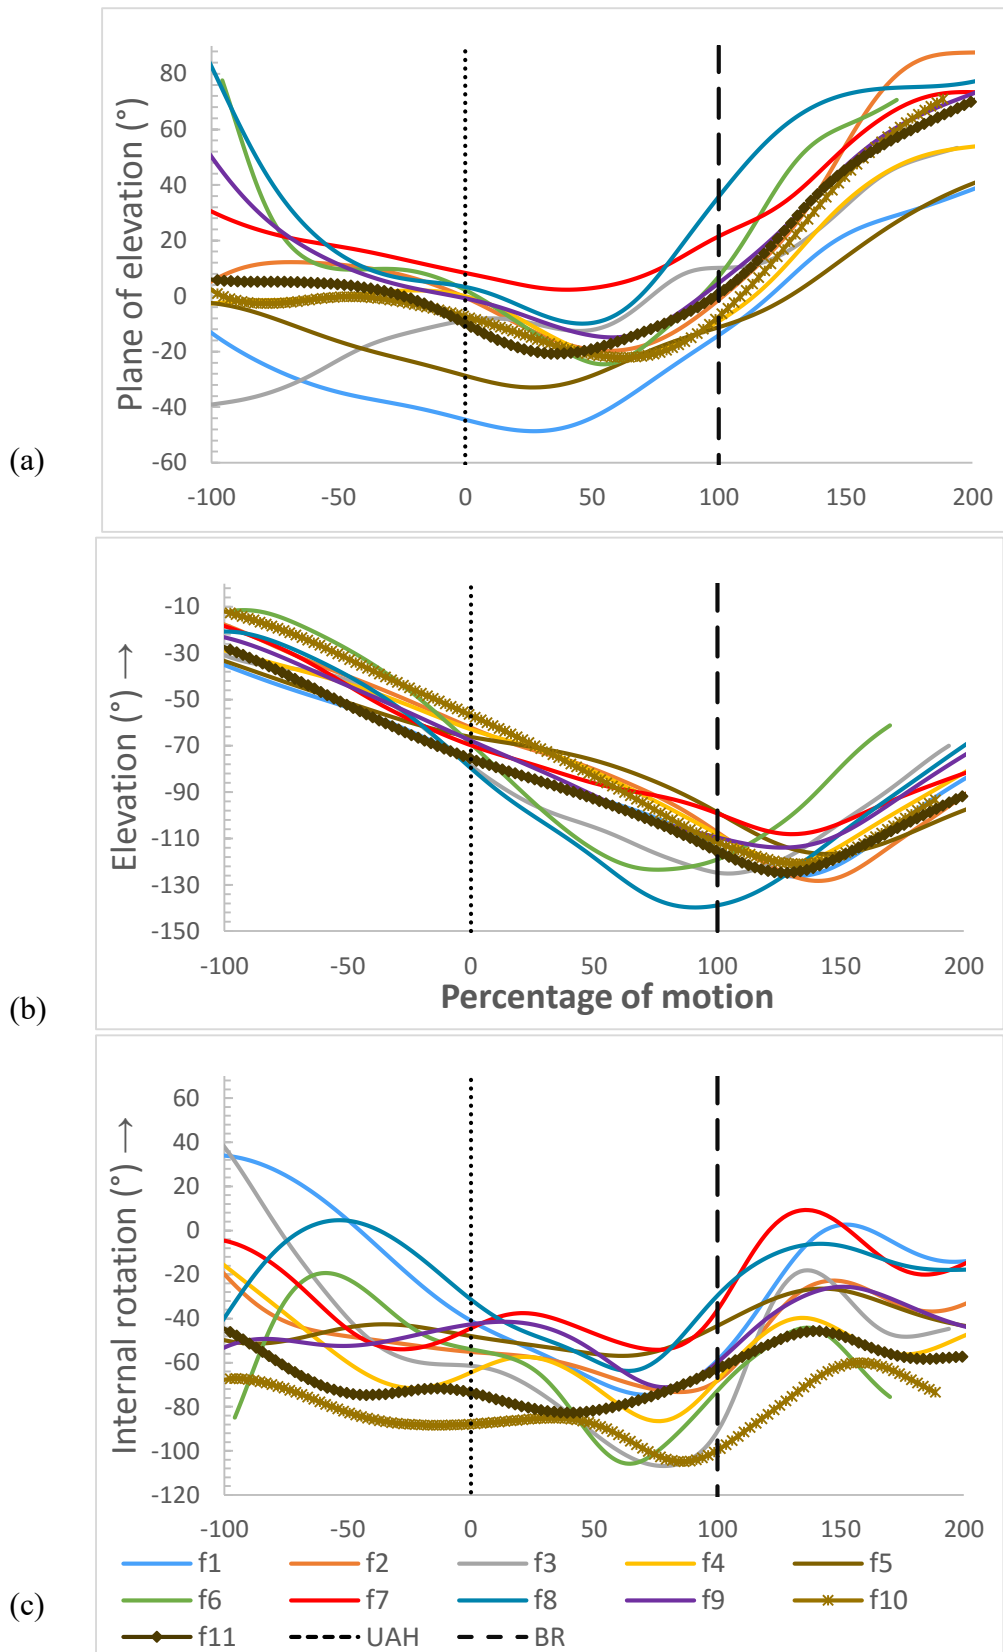 80
60
40
20
0
-20
-40
-60
Plane of elevation (°)
(a)
-100 -50 0 50 100 150 200
-10
-30
-50
-70
-90
-110
-130
-150
Elevation (°) →
-100 -50 0 50 100 150 200
Percentage of motion
(b)
60
40
20
0
-20
-40
-60
-80
-100
-120
Internal rotation (°) →
-100 -50 0 50 100 150 200
f1 f2 f3 f4 f5
f6 f7 f8 f9 f10
(c)
f11 UAH BR